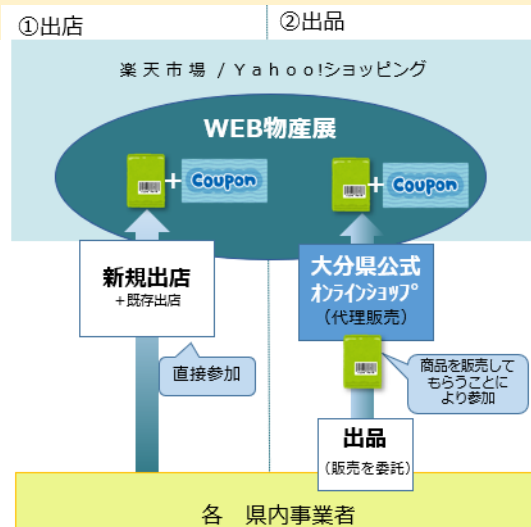 ①出店
②出品
楽天市場 / Yahoo!ショッピング
WEB物産展
+ Coupon
+ Coupon
新規出店
+既存出店
大分県公式
ｵﾝﾗｲﾝｼｮｯﾌﾟ
（代理販売）
直接参加
商品を販売して
もらうことに
より参加
出品
（販売を委託）
各　県内事業者